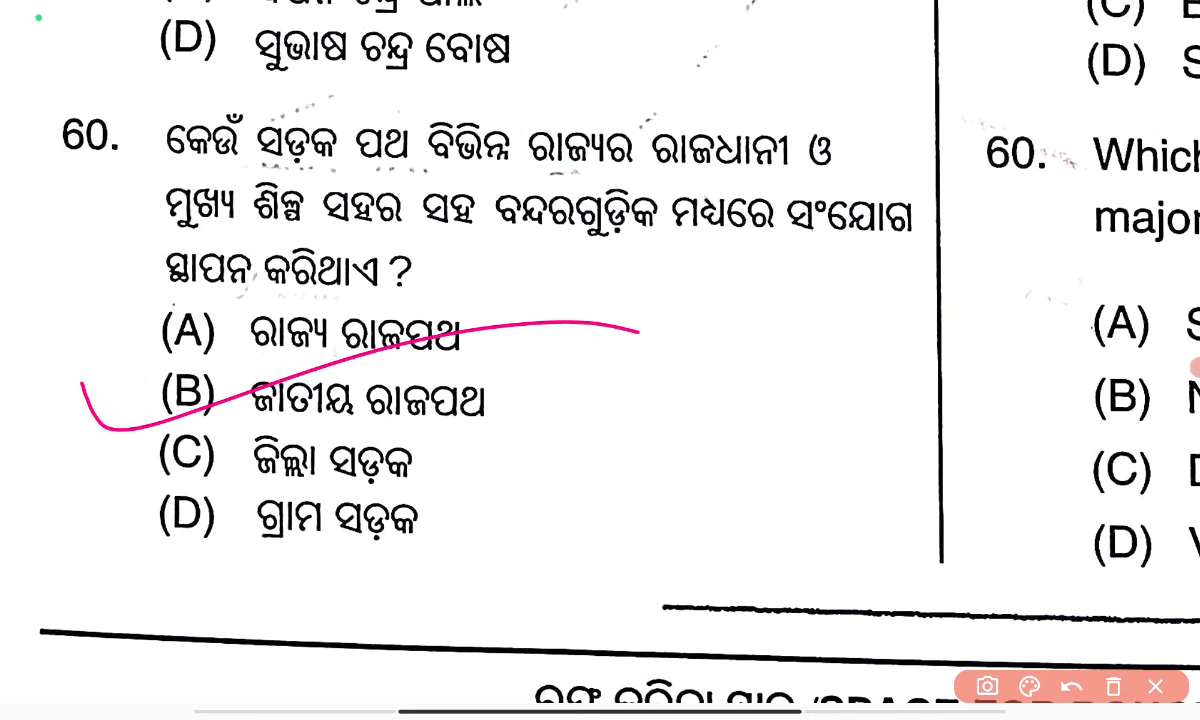 (D) ସୁଭାଷ ଚନ୍ଦ୍ର ବୋଷ
60. କେଉଁ ସଡ଼କ ପଥ ବିଭିନ୍ନ ରାଜ୍ୟର ରାଜଧାନୀ ଓ
ମୁଖ୍ୟ ଶିଳ୍ପ ସହର ସହ ବନ୍ଦରଗୁଡ଼ିକ ମଧ୍ୟରେ ସଂଯୋଗ
ସ୍ଥାପନ କରିଥାଏ ?
(A) ରାଜ୍ୟ ରାଜପଥ
(B) ଜାତୀୟ ରାଜପଥ
(C) ଜିଲ୍ଲା ସଡ଼କ
(D) ଗ୍ରାମ ସଡ଼କ
(C)
(D) S
60. Which
major
(A) S
(B) N
(C)
(D)